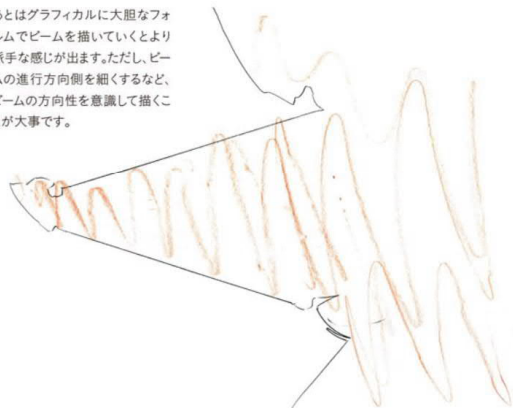 とはグラフィカルに大胆なフォ
ルムでビームを描いていくとより
派手な感じが出ます。ただし、ビー
ムの進行方向側を細くするなど、
ビームの方向性を意識して描くこ
が大事です。